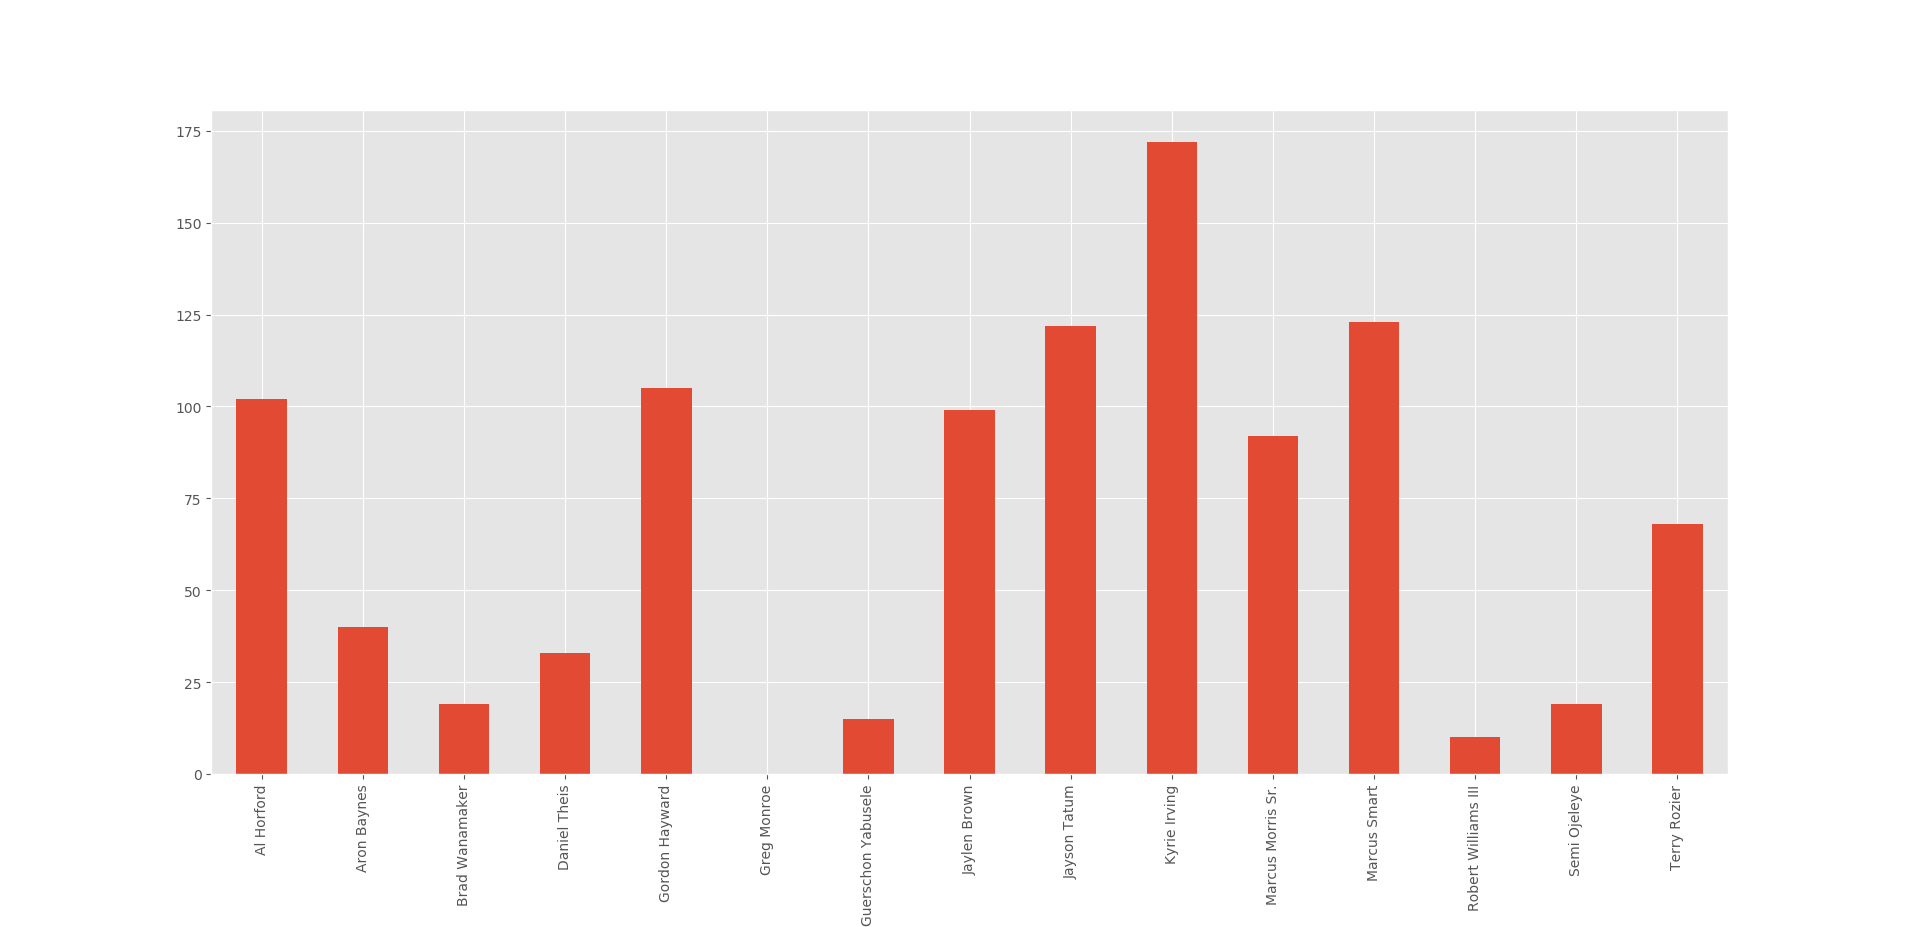 175
150
125
100
75
50
25
0
Al Horford
Aron Baynes
Brad Wanamaker
Daniel Theis
Gordon Hayward
Greg Monroe
Guerschon Yabusele
Jaylen Brown
Jayson Tatum
Kyrie Irving
Marcus Morris Sr.
Marcus Smart
Robert Williams III
Semi Ojeleye
Terry Rozier